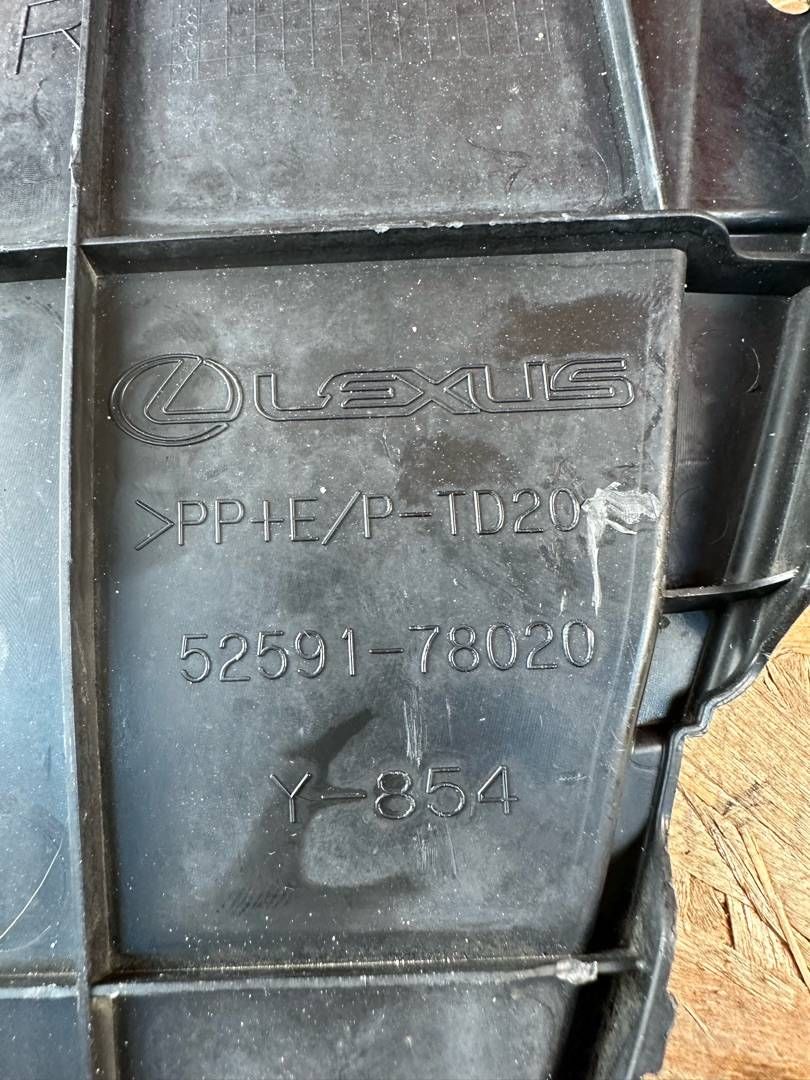 R
LEXUS
>PP+E/P-TD20
52591-78020
Y-854